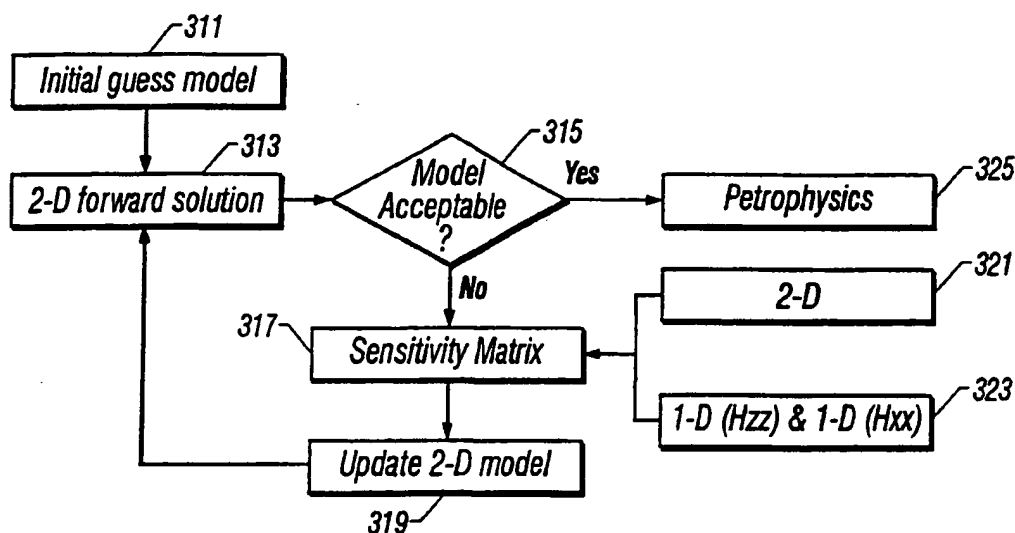 311
Initial guess model
313
2-D forward solution
315
Model
Acceptable
?
Yes
325
Petrophysics
No
321
2-D
317
Sensitivity Matrix
323
1-D (Hzz) & 1-D (Hxx)
Update 2-D model
319